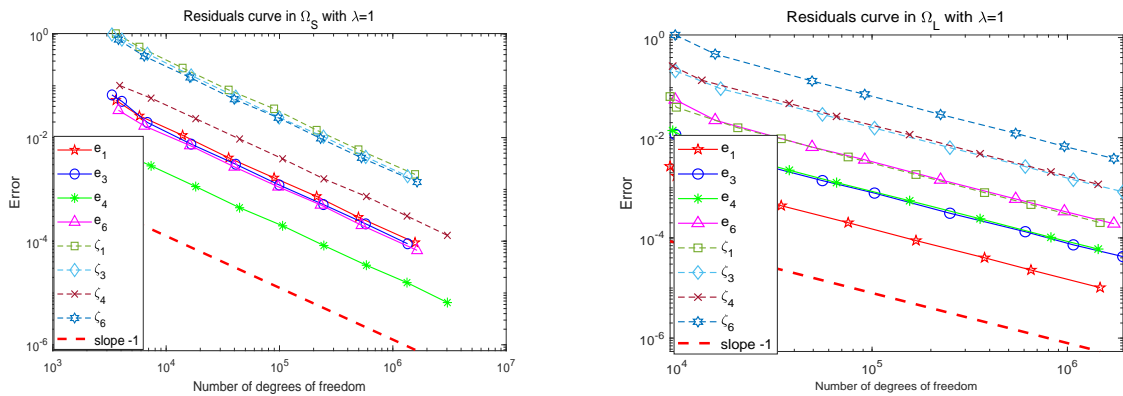 Residuals curve in Ω_S with λ=1
Error
10^0
10^-2
10^-4
10^-6
e_1
e_3
e_4
e_6
ζ_1
ζ_3
ζ_4
ζ_6
slope -1
10^3
10^4
10^5
10^6
10^7
Number of degrees of freedom
Residuals curve in Ω_L with λ=1
Error
10^0
10^-2
10^-4
10^-6
e_1
e_3
e_4
e_6
ζ_1
ζ_3
ζ_4
ζ_6
slope -1
10^4
10^5
10^6
Number of degrees of freedom